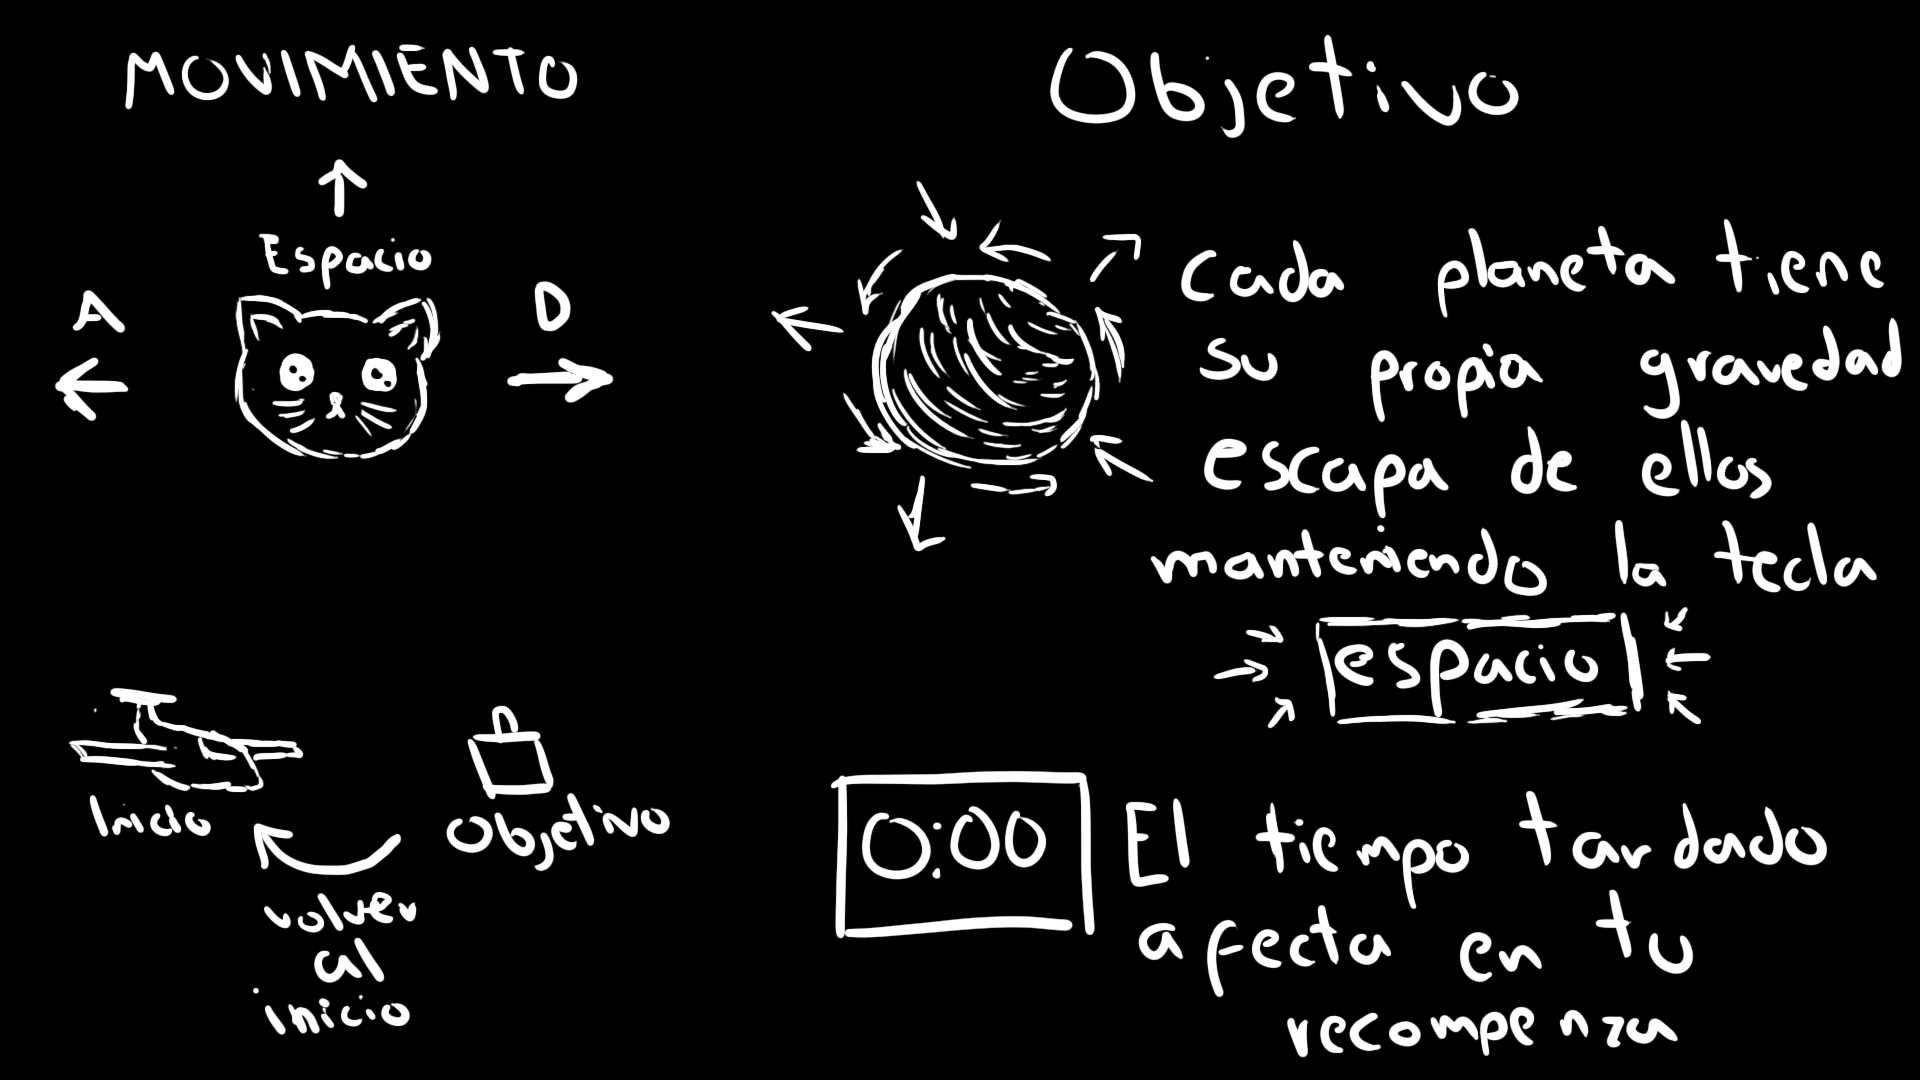 MOVIMIENTO
Espacio
A
D
Inicio
Objetivo
volver
al
inicio
Objetivo
Cada planeta tiene
su propia gravedad
escapa de ellos
manteniendo la tecla
espacio
0:00
El tiempo tardado
afecta en tu
recompenza